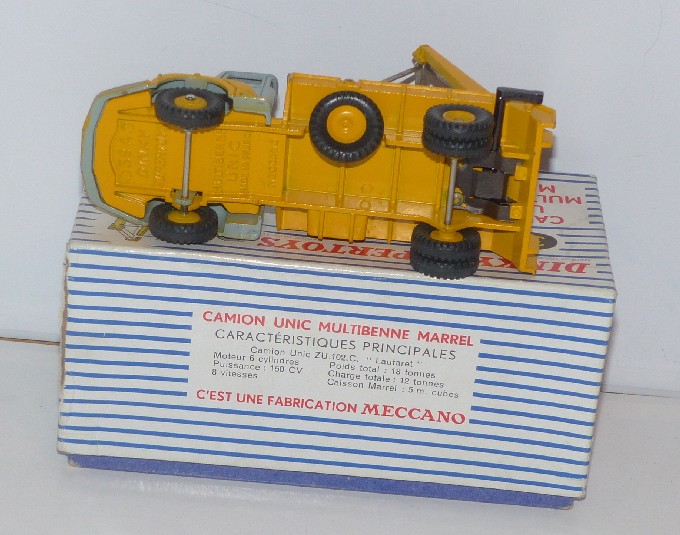 MULTIBENNE
UNIC
MECCANO
DINKY SUPERTOYS
CAMION UNIC MULTIBENNE MARREL
CARACTÉRISTIQUES PRINCIPALES
Camion Unic ZU.102.C. "Lautaret"
Moteur 6 cylindres Poids total : 18 tonnes
Puissance : 150 CV Charge totale : 12 tonnes
8 vitesses Caisson Marrel : 5 m. cubes
C'EST UNE FABRICATION MECCANO